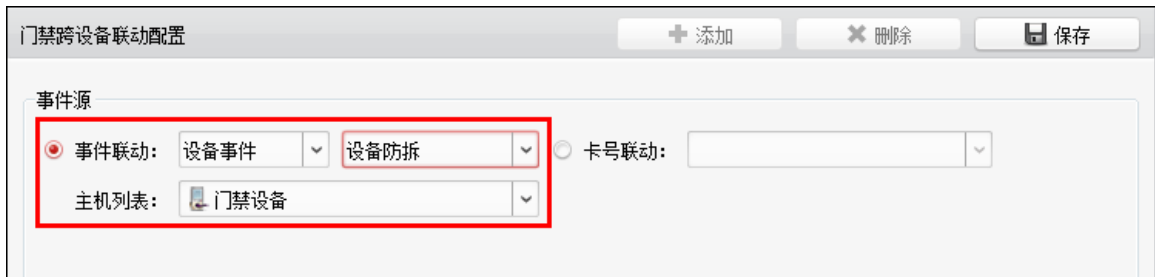 门禁跨设备联动配置 添加 删除 保存
事件源
事件联动： 设备事件 设备防拆 卡号联动：
主机列表： 门禁设备